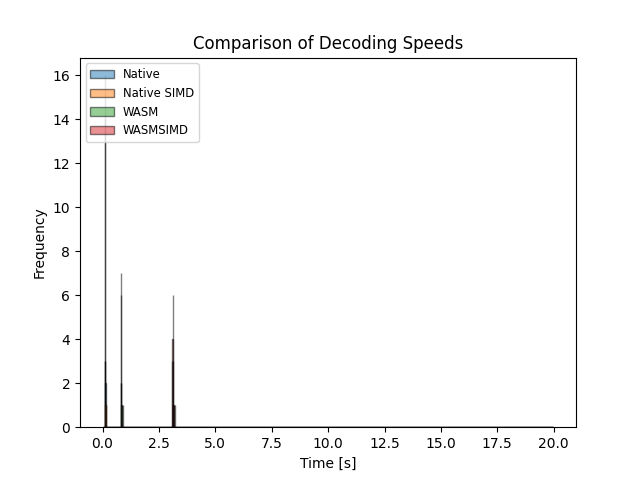 Comparison of Decoding Speeds
Native
Native SIMD
WASM
WASMSIMD
Frequency
16
14
12
10
8
6
4
2
0
0.0 2.5 5.0 7.5 10.0 12.5 15.0 17.5 20.0
Time [s]